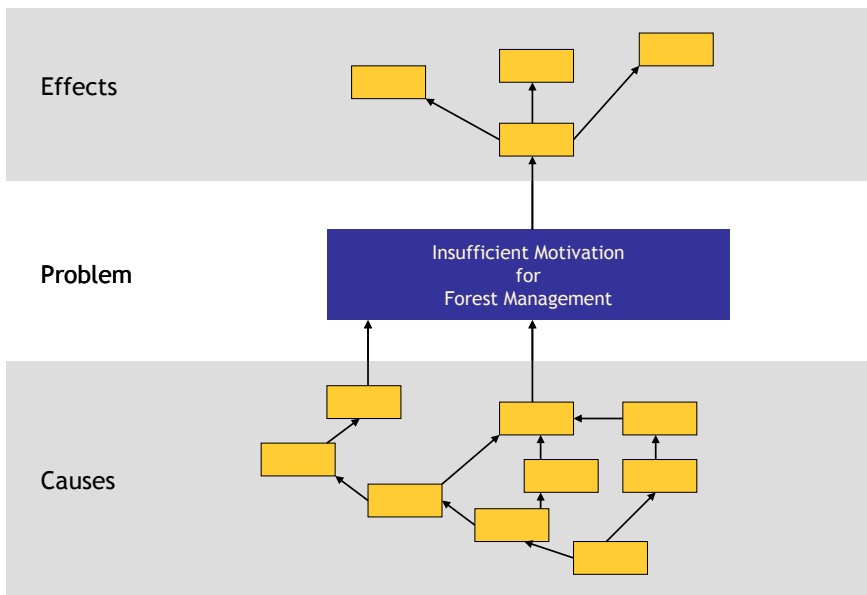 Effects
Problem
Insufficient Motivation
for
Forest Management
Causes